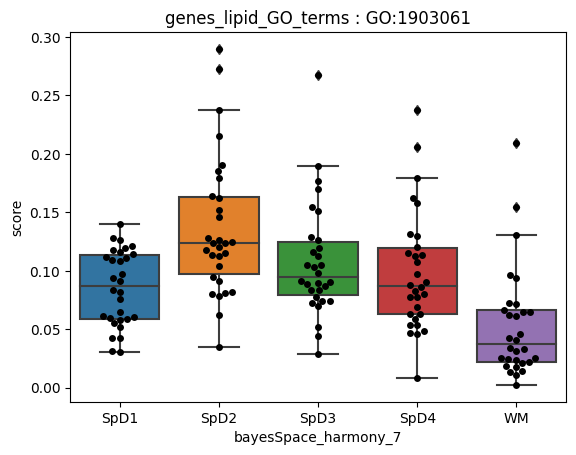 genes_lipid_GO_terms : GO:1903061
score
0.30
0.25
0.20
0.15
0.10
0.05
0.00
SpD1 SpD2 SpD3 SpD4 WM
bayesSpace_harmony_7